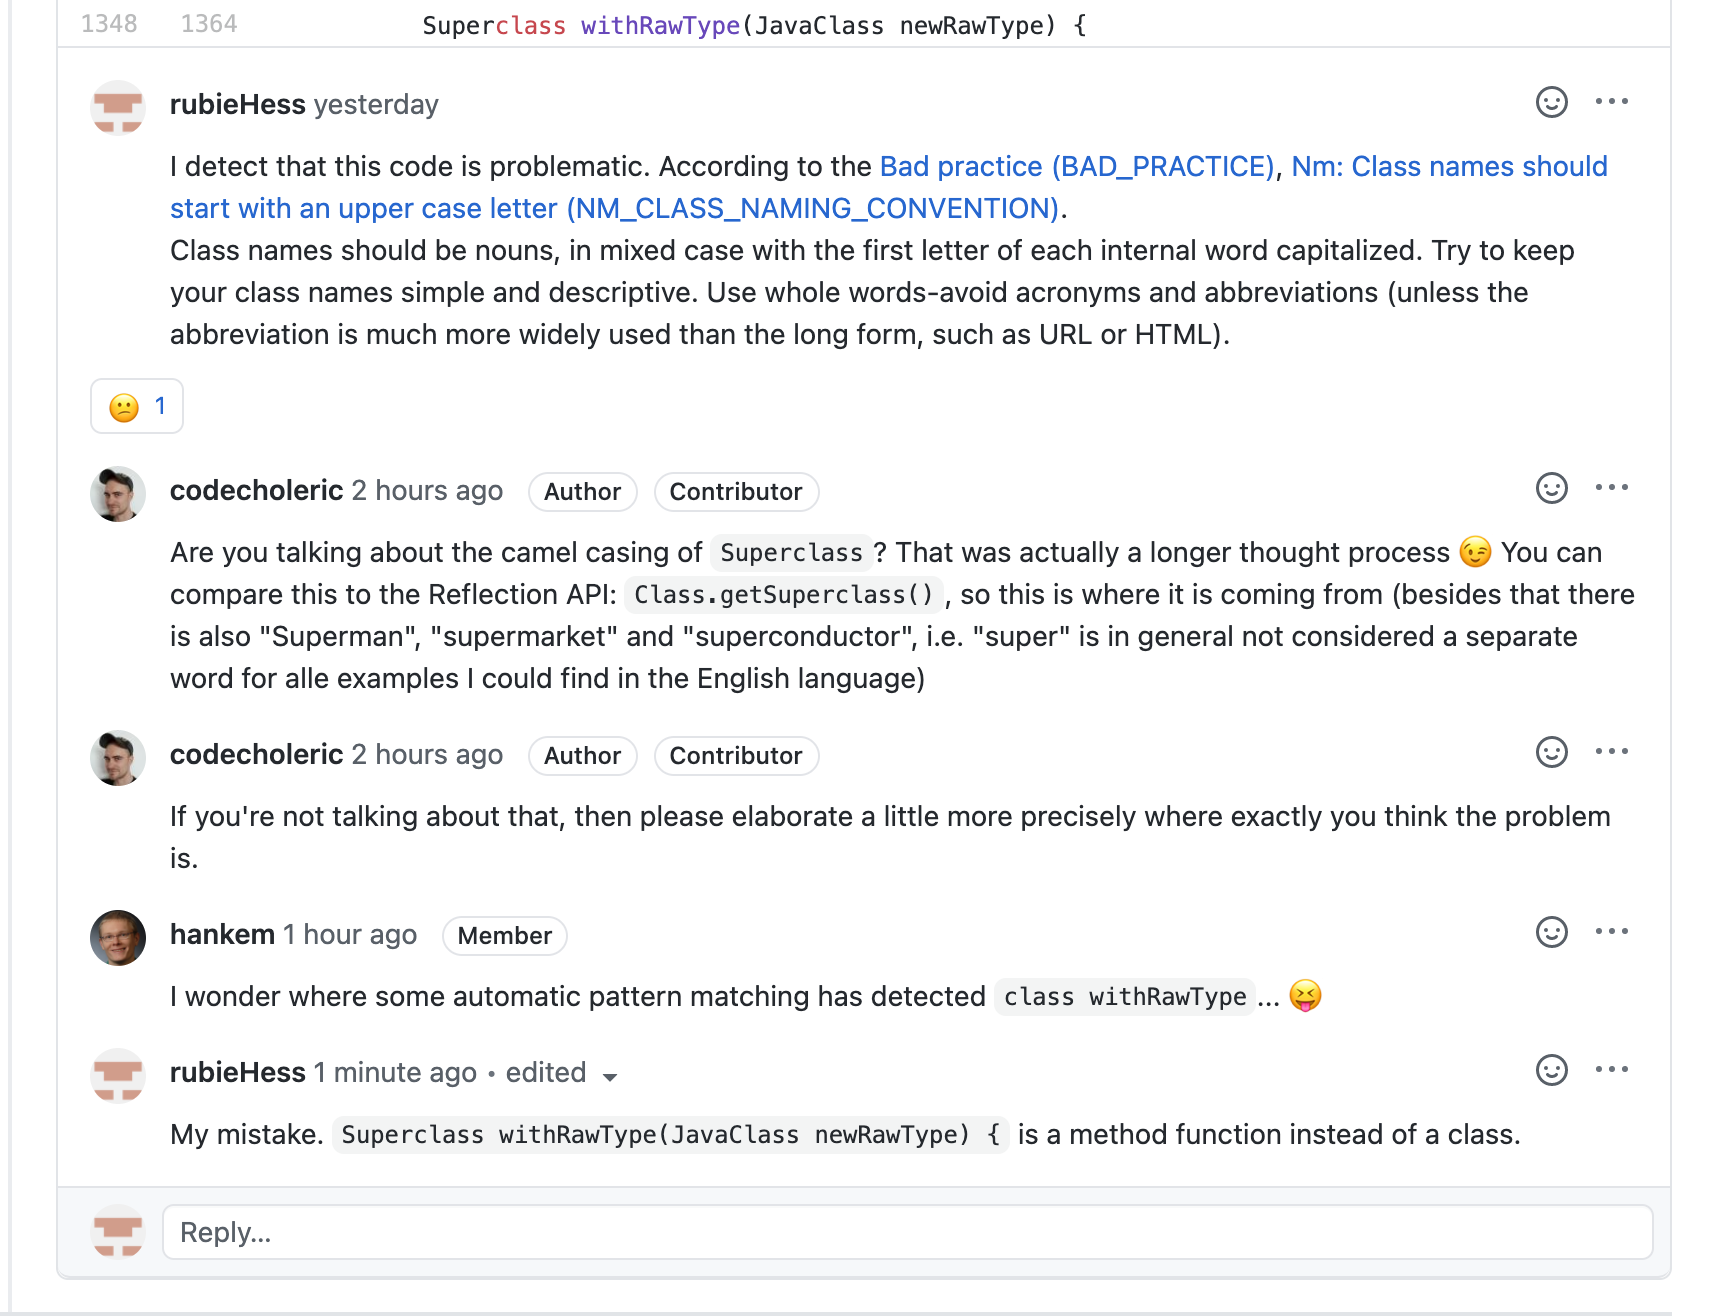 1348 1364 Superclass withRawType(JavaClass newRawType) {
rubieHess yesterday
I detect that this code is problematic. According to the Bad practice (BAD_PRACTICE), Nm: Class names should
start with an upper case letter (NM_CLASS_NAMING_CONVENTION).
Class names should be nouns, in mixed case with the first letter of each internal word capitalized. Try to keep
your class names simple and descriptive. Use whole words-avoid acronyms and abbreviations (unless the
abbreviation is much more widely used than the long form, such as URL or HTML).
😕 1
codecholeric 2 hours ago Author Contributor
Are you talking about the camel casing of Superclass? That was actually a longer thought process 😉 You can
compare this to the Reflection API: Class.getSuperclass(), so this is where it is coming from (besides that there
is also "Superman", "supermarket" and "superconductor", i.e. "super" is in general not considered a separate
word for alle examples I could find in the English language)
codecholeric 2 hours ago Author Contributor
If you're not talking about that, then please elaborate a little more precisely where exactly you think the problem
is.
hankem 1 hour ago Member
I wonder where some automatic pattern matching has detected class withRawType... 😝
rubieHess 1 minute ago • edited
My mistake. Superclass withRawType(JavaClass newRawType) { is a method function instead of a class.
Reply...